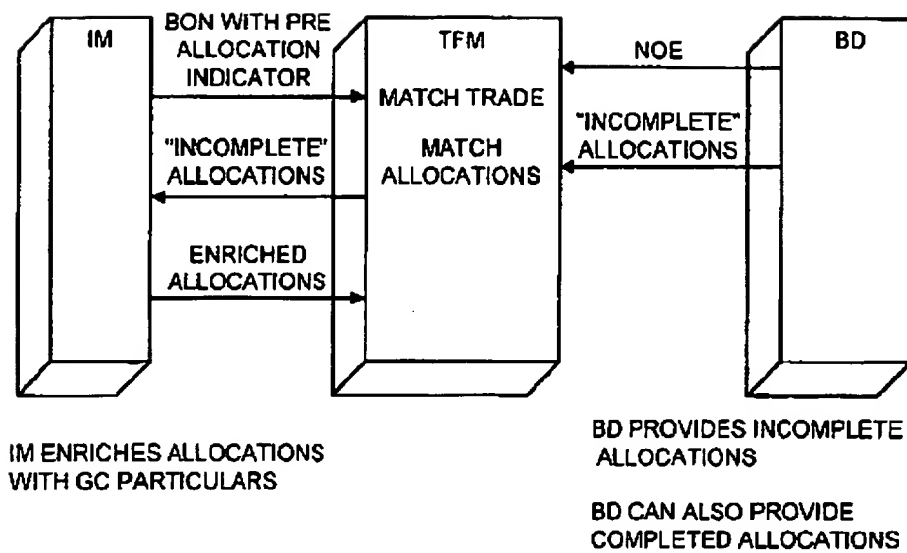 IM
BON WITH PRE
ALLOCATION
INDICATOR
"INCOMPLETE"
ALLOCATIONS
ENRICHED
ALLOCATIONS
TFM
MATCH TRADE
MATCH
ALLOCATIONS
NOE
"INCOMPLETE"
ALLOCATIONS
BD
IM ENRICHES ALLOCATIONS
WITH GC PARTICULARS
BD PROVIDES INCOMPLETE
ALLOCATIONS
BD CAN ALSO PROVIDE
COMPLETED ALLOCATIONS